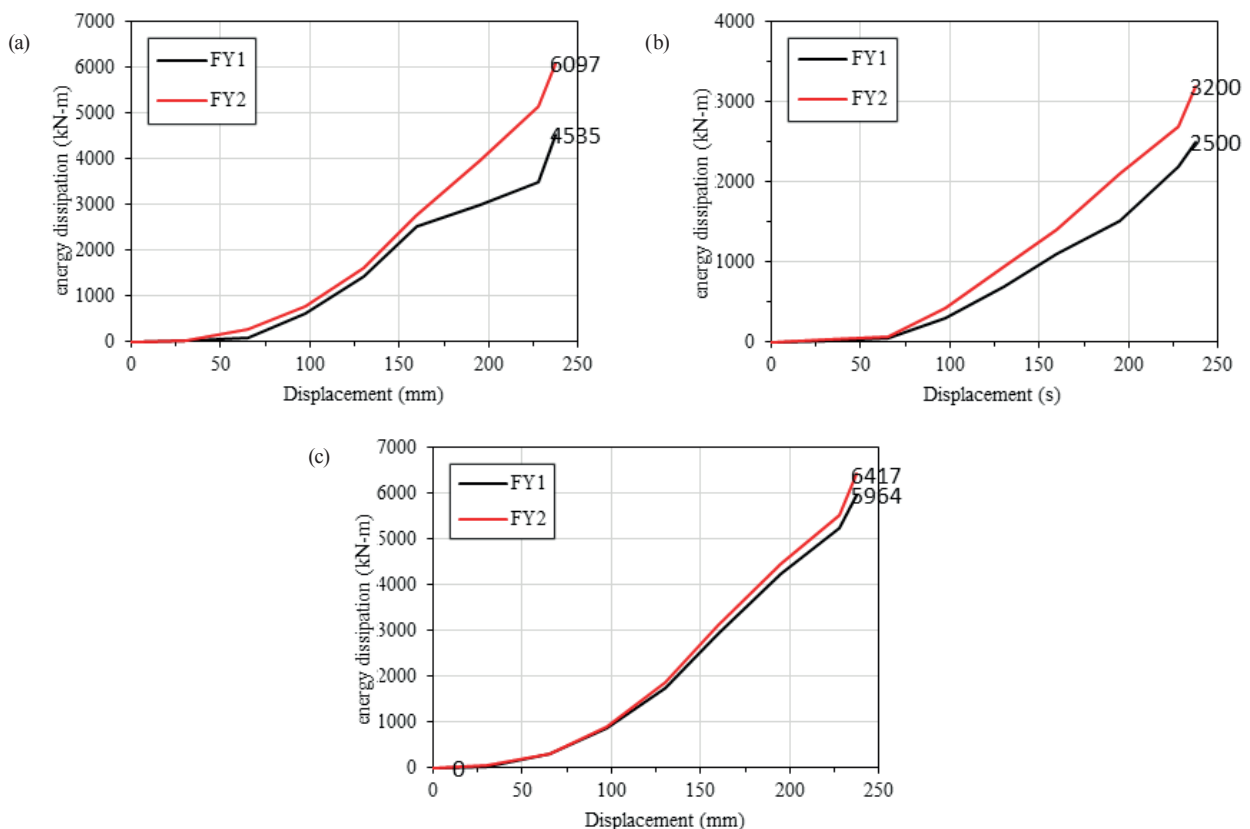 (a)
7000
6000
5000
4000
3000
2000
1000
0
energy dissipation (kN-m)
FY1
FY2
6097
4535
0 50 100 150 200 250
Displacement (mm)
(b)
4000
3000
2000
1000
0
energy dissipation (kN-m)
FY1
FY2
3200
2500
0 50 100 150 200 250
Displacement (s)
(c)
7000
6000
5000
4000
3000
2000
1000
0
energy dissipation (kN-m)
FY1
FY2
6417
5964
0
0 50 100 150 200 250
Displacement (mm)